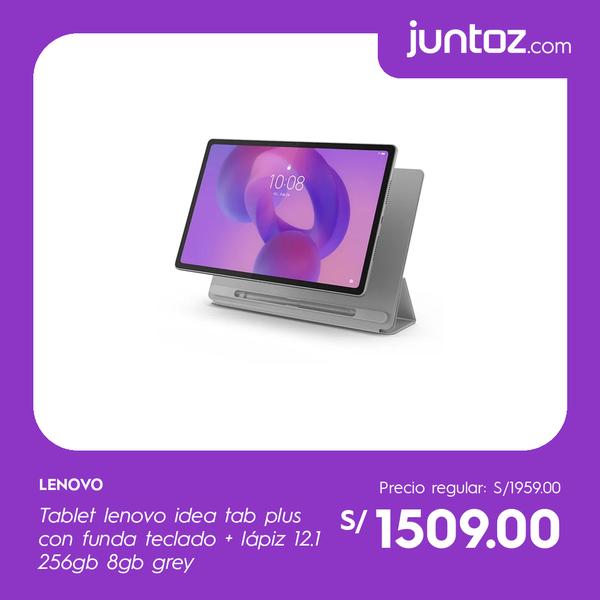 juntoz.com
10:08
LENOVO
Tablet lenovo idea tab plus
con funda teclado + lápiz 12.1
256gb 8gb grey
Precio regular: S/1959.00
S/ 1509.00